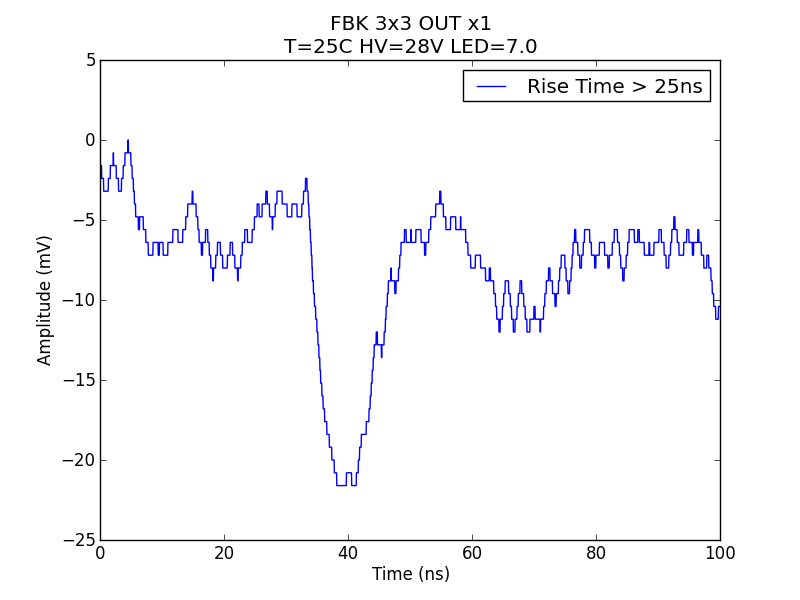 FBK 3x3 OUT x1
T=25C HV=28V LED=7.0
Rise Time > 25ns
5
0
−5
−10
−15
−20
−25
Amplitude (mV)
0 20 40 60 80 100
Time (ns)